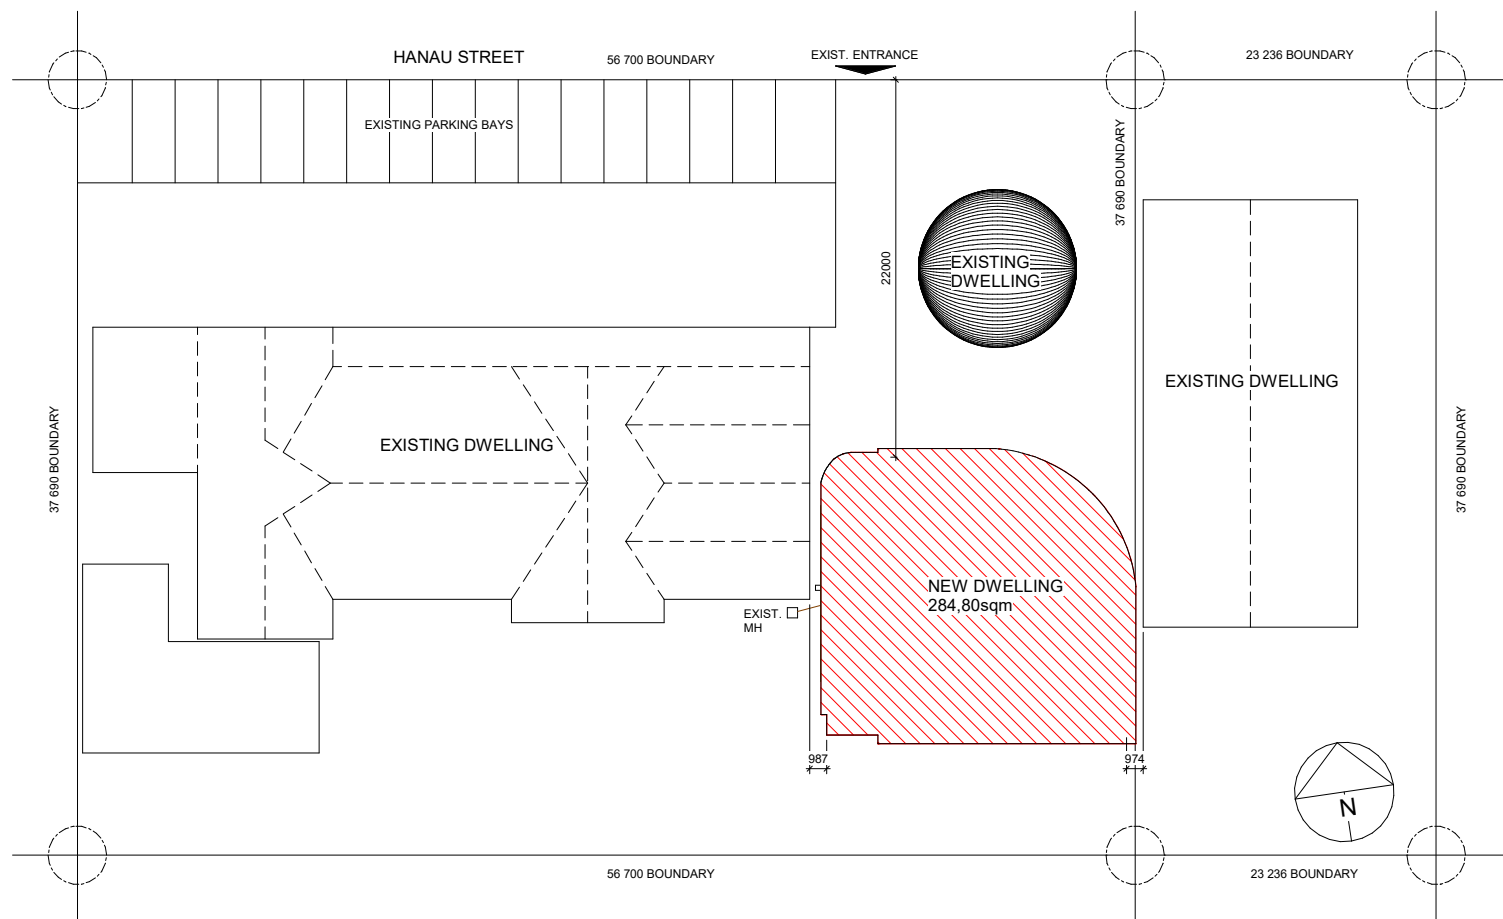 HANAU STREET
56 700 BOUNDARY
EXIST. ENTRANCE
23 236 BOUNDARY
EXISTING PARKING BAYS
37 690 BOUNDARY
22000
EXISTING
DWELLING
EXISTING DWELLING
EXISTING DWELLING
37 690 BOUNDARY
37 690 BOUNDARY
NEW DWELLING
284,80sqm
EXIST.
MH
987
974
N
56 700 BOUNDARY
23 236 BOUNDARY